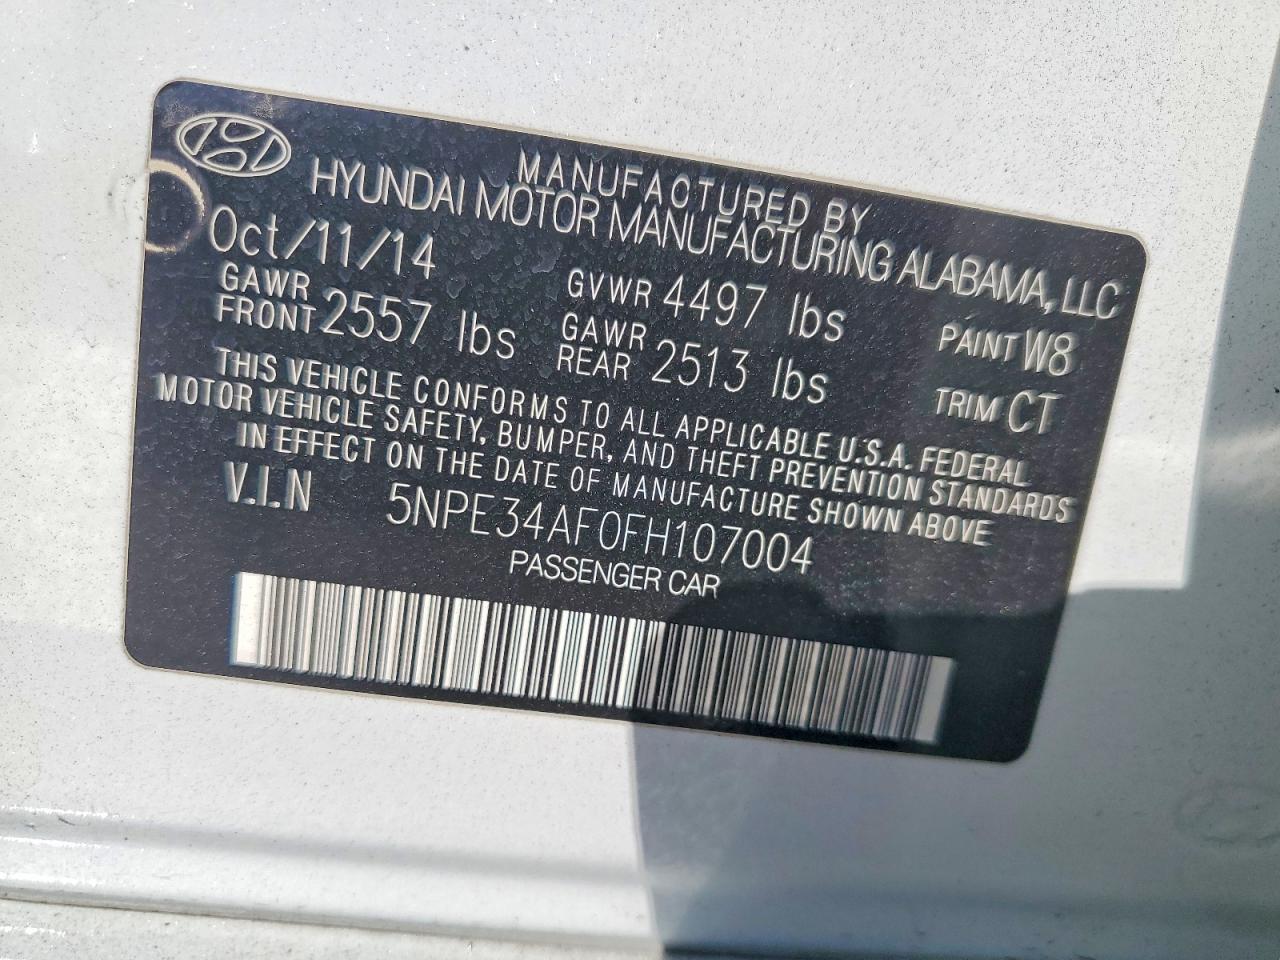 MANUFACTURED BY
HYUNDAI MOTOR MANUFACTURING ALABAMA, LLC
Oct/11/14 GVWR 4497 lbs PAINT W8
GAWR FRONT 2557 lbs GAWR REAR 2513 lbs TRIM CT
THIS VEHICLE CONFORMS TO ALL APPLICABLE U.S.A. FEDERAL
MOTOR VEHICLE SAFETY, BUMPER, AND THEFT PREVENTION STANDARDS
IN EFFECT ON THE DATE OF MANUFACTURE SHOWN ABOVE
V.I.N 5NPE34AF0FH107004
PASSENGER CAR